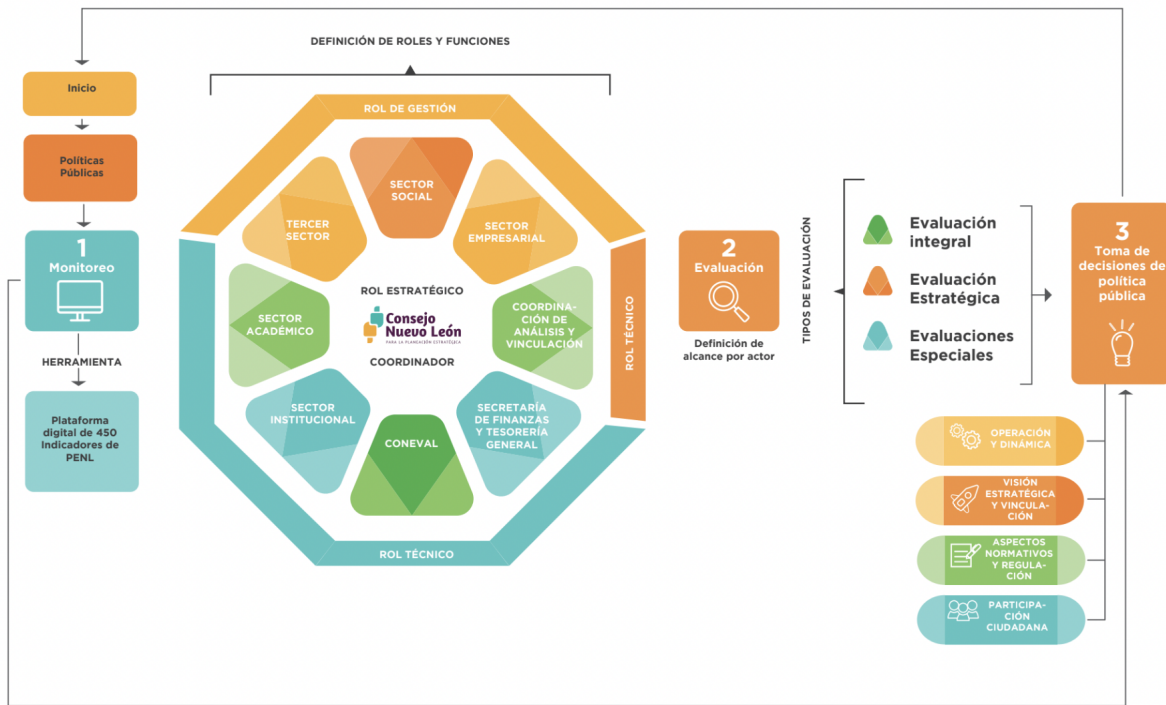 DEFINICIÓN DE ROLES Y FUNCIONES
Inicio
Políticas
Públicas
1
Monitoreo
HERRAMIENTA
Plataforma
digital de 450
Indicadores de
PENL
ROL DE GESTIÓN
SECTOR
SOCIAL
TERCER
SECTOR
SECTOR
EMPRESARIAL
SECTOR
ACADÉMICO
ROL ESTRATÉGICO
Consejo
Nuevo León
PARA LA PLANEACIÓN ESTRATÉGICA
COORDINADOR
COORDINA-
CIÓN DE
ANÁLISIS Y
VINCULACIÓN
SECTOR
INSTITUCIONAL
CONEVAL
SECRETARÍA
DE FINANZAS
Y TESORERÍA
GENERAL
ROL TÉCNICO
ROL TÉCNICO
2
Evaluación
Definición de
alcance por actor
TIPOS DE EVALUACIÓN
Evaluación
integral
Evaluación
Estratégica
Evaluaciones
Especiales
3
Toma de
decisiones de
política
pública
OPERACIÓN
Y DINÁMICA
VISIÓN
ESTRATÉGICA
Y VINCULA-
CIÓN
ASPECTOS
NORMATIVOS
Y REGULA-
CIÓN
PARTICIPA-
CIÓN
CIUDADANA